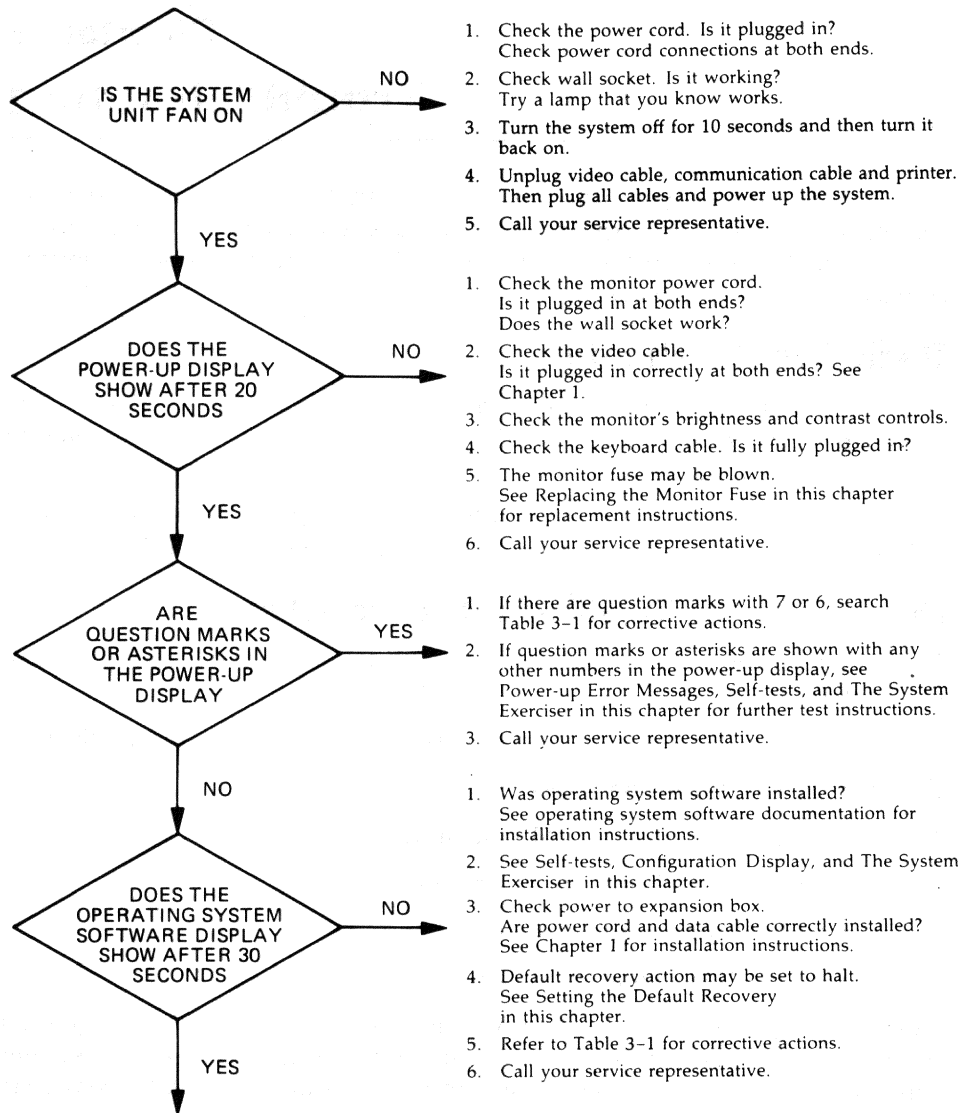 IS THE SYSTEM
UNIT FAN ON
NO
1. Check the power cord. Is it plugged in?
Check power cord connections at both ends.
2. Check wall socket. Is it working?
Try a lamp that you know works.
3. Turn the system off for 10 seconds and then turn it
back on.
4. Unplug video cable, communication cable and printer.
Then plug all cables and power up the system.
5. Call your service representative.
YES
DOES THE
POWER-UP DISPLAY
SHOW AFTER 20
SECONDS
NO
1. Check the monitor power cord.
Is it plugged in at both ends?
Does the wall socket work?
2. Check the video cable.
Is it plugged in correctly at both ends? See
Chapter 1.
3. Check the monitor's brightness and contrast controls.
4. Check the keyboard cable. Is it fully plugged in?
5. The monitor fuse may be blown.
See Replacing the Monitor Fuse in this chapter
for replacement instructions.
6. Call your service representative.
YES
ARE
QUESTION MARKS
OR ASTERISKS IN
THE POWER-UP
DISPLAY
YES
1. If there are question marks with 7 or 6, search
Table 3-1 for corrective actions.
2. If question marks or asterisks are shown with any
other numbers in the power-up display, see
Power-up Error Messages, Self-tests, and The System
Exerciser in this chapter for further test instructions.
3. Call your service representative.
NO
DOES THE
OPERATING SYSTEM
SOFTWARE DISPLAY
SHOW AFTER 30
SECONDS
NO
1. Was operating system software installed?
See operating system software documentation for
installation instructions.
2. See Self-tests, Configuration Display, and The System
Exerciser in this chapter.
3. Check power to expansion box.
Are power cord and data cable correctly installed?
See Chapter 1 for installation instructions.
4. Default recovery action may be set to halt.
See Setting the Default Recovery
in this chapter.
5. Refer to Table 3-1 for corrective actions.
6. Call your service representative.
YES